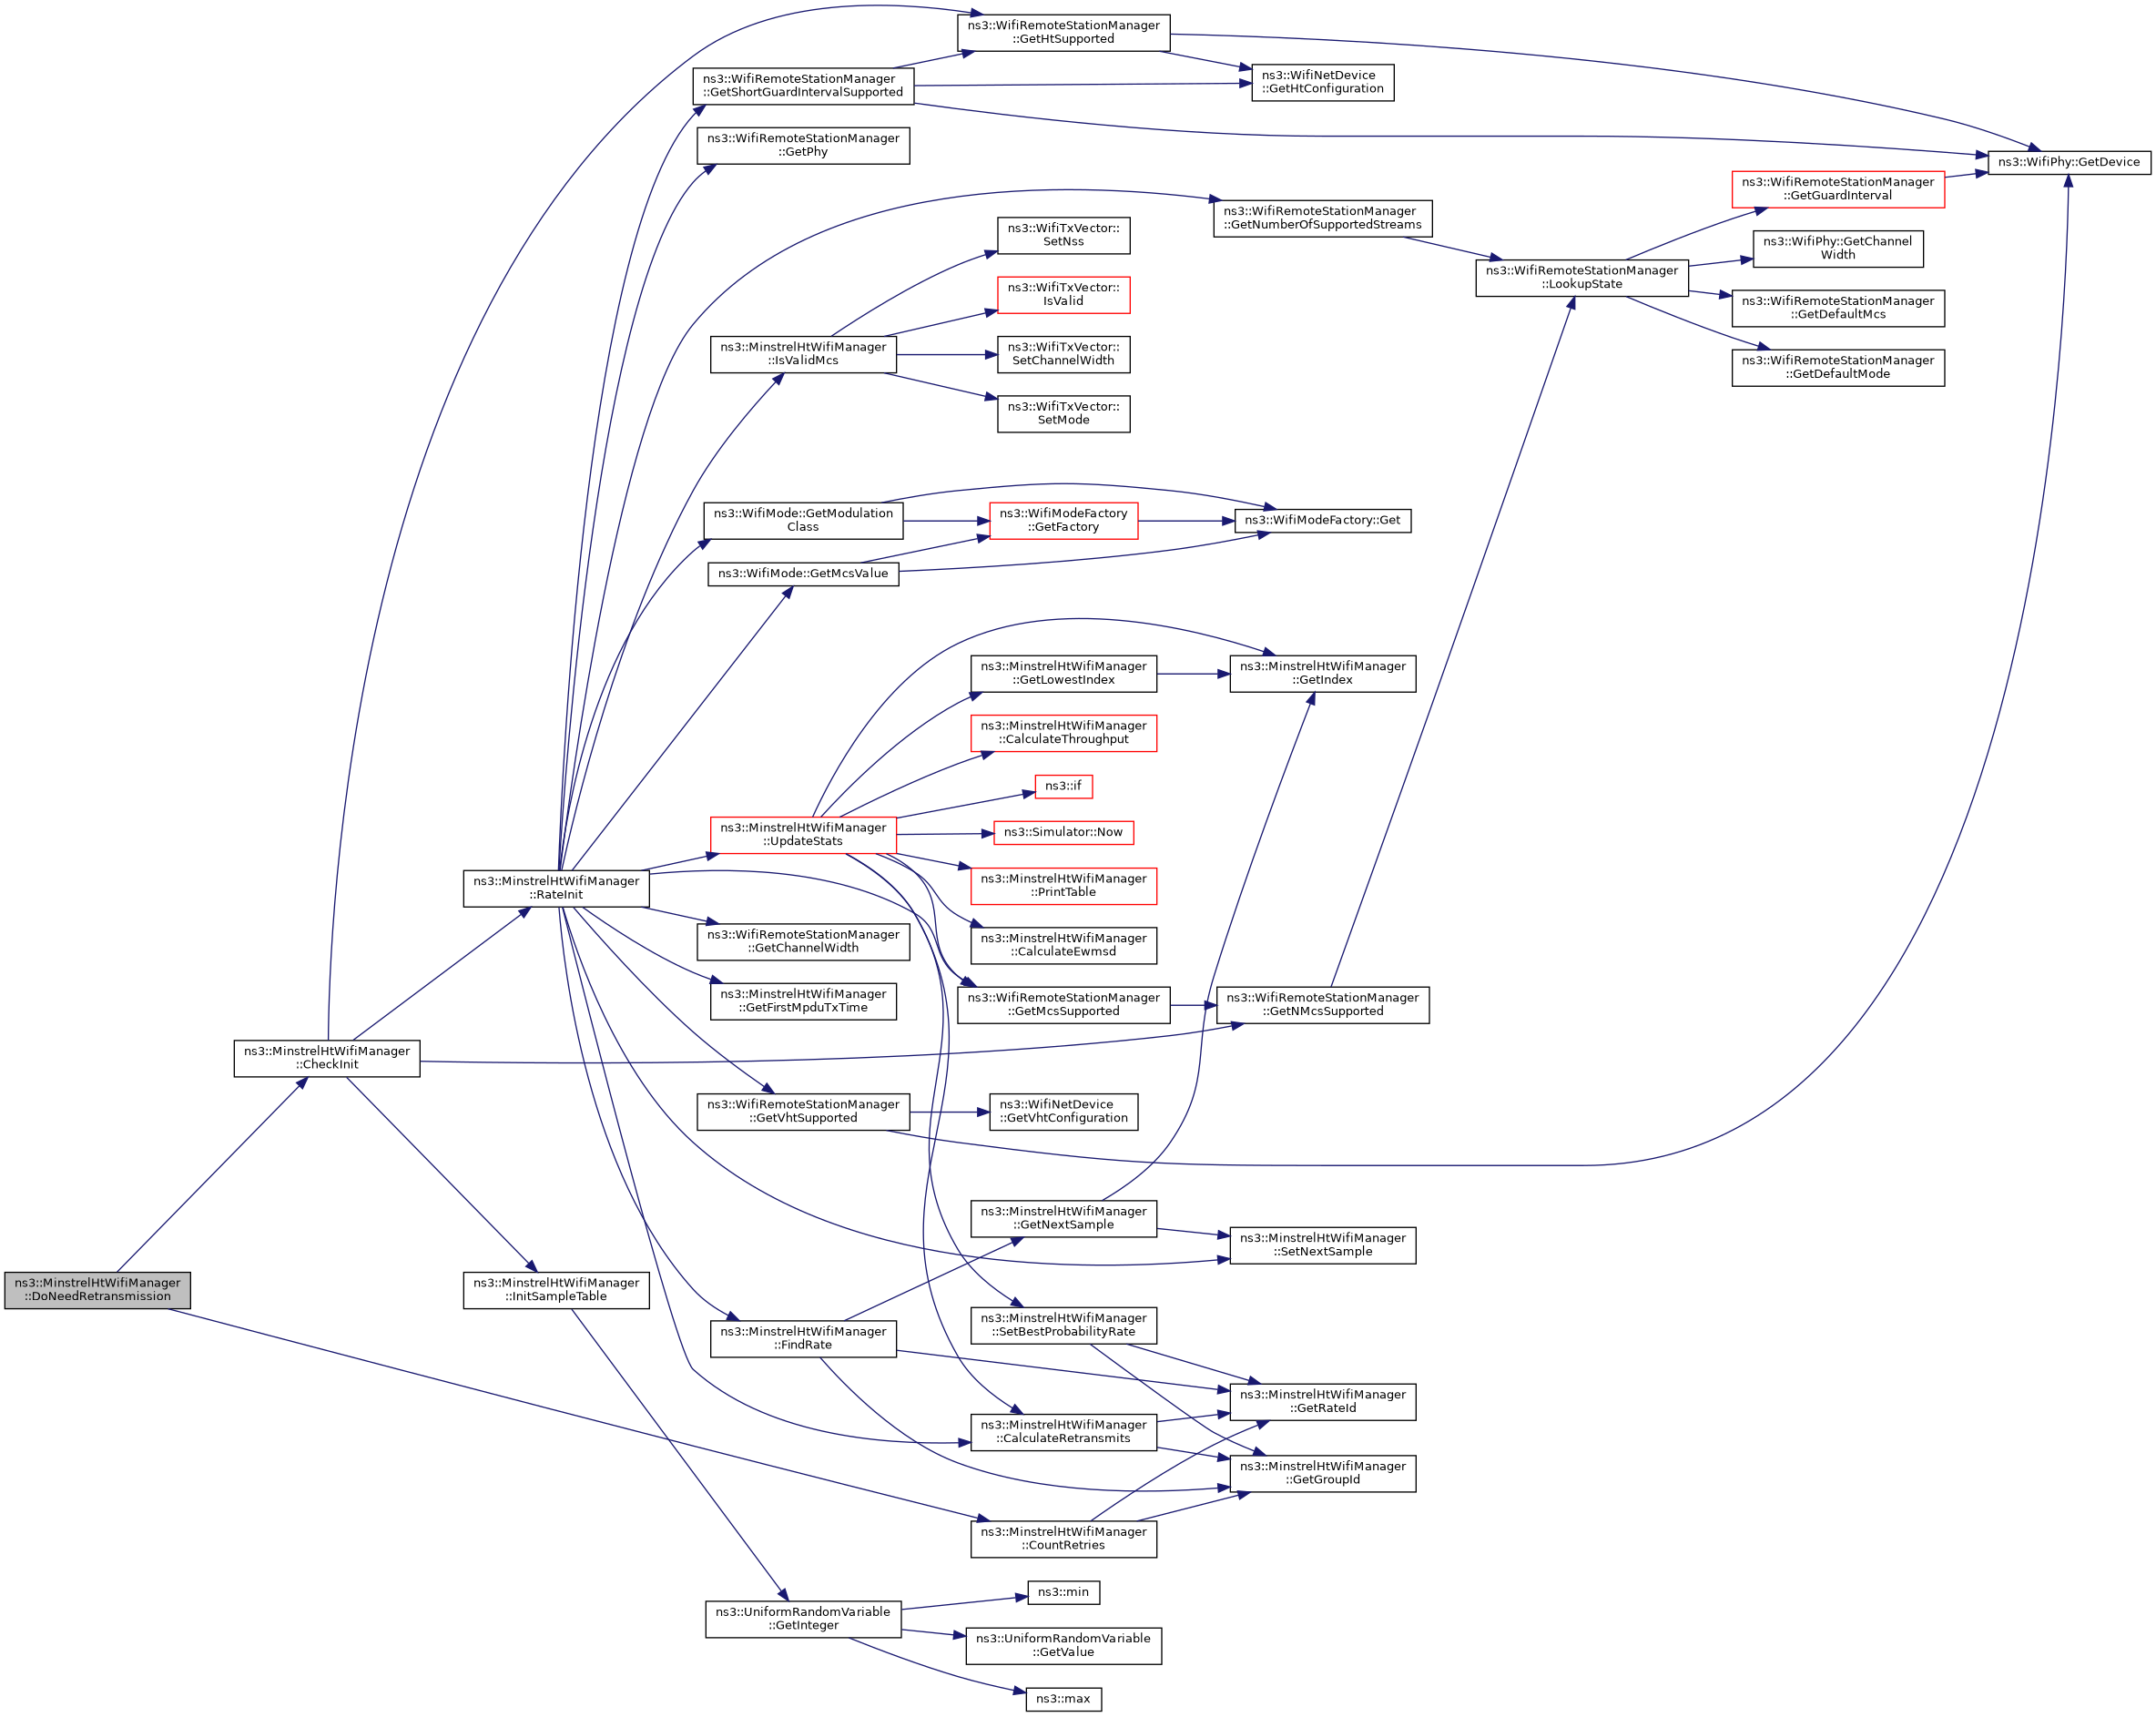 ns3::WifiRemoteStationManager
::GetHtSupported
ns3::WifiRemoteStationManager
::GetShortGuardIntervalSupported
ns3::WifiNetDevice
::GetHtConfiguration
ns3::WifiRemoteStationManager
::GetPhy
ns3::WifiPhy::GetDevice
ns3::WifiRemoteStationManager
::GetGuardInterval
ns3::WifiRemoteStationManager
::GetNumberOfSupportedStreams
ns3::WifiTxVector::
SetNss
ns3::WifiPhy::GetChannel
Width
ns3::WifiRemoteStationManager
::LookupState
ns3::WifiTxVector::
IsValid
ns3::WifiRemoteStationManager
::GetDefaultMcs
ns3::MinstrelHtWifiManager
::IsValidMcs
ns3::WifiTxVector::
SetChannelWidth
ns3::WifiRemoteStationManager
::GetDefaultMode
ns3::WifiTxVector::
SetMode
ns3::WifiMode::GetModulation
Class
ns3::WifiModeFactory
::GetFactory
ns3::WifiModeFactory::Get
ns3::WifiMode::GetMcsValue
ns3::MinstrelHtWifiManager
::GetLowestIndex
ns3::MinstrelHtWifiManager
::GetIndex
ns3::MinstrelHtWifiManager
::CalculateThroughput
ns3::if
ns3::MinstrelHtWifiManager
::UpdateStats
ns3::Simulator::Now
ns3::MinstrelHtWifiManager
::RateInit
ns3::MinstrelHtWifiManager
::PrintTable
ns3::WifiRemoteStationManager
::GetChannelWidth
ns3::MinstrelHtWifiManager
::CalculateEwmsd
ns3::MinstrelHtWifiManager
::GetFirstMpduTxTime
ns3::WifiRemoteStationManager
::GetMcsSupported
ns3::WifiRemoteStationManager
::GetNMcsSupported
ns3::MinstrelHtWifiManager
::CheckInit
ns3::WifiRemoteStationManager
::GetVhtSupported
ns3::WifiNetDevice
::GetVhtConfiguration
ns3::MinstrelHtWifiManager
::GetNextSample
ns3::MinstrelHtWifiManager
::SetNextSample
ns3::MinstrelHtWifiManager
::DoNeedRetransmission
ns3::MinstrelHtWifiManager
::InitSampleTable
ns3::MinstrelHtWifiManager
::FindRate
ns3::MinstrelHtWifiManager
::SetBestProbabilityRate
ns3::MinstrelHtWifiManager
::GetRateId
ns3::MinstrelHtWifiManager
::CalculateRetransmits
ns3::MinstrelHtWifiManager
::GetGroupId
ns3::MinstrelHtWifiManager
::CountRetries
ns3::min
ns3::UniformRandomVariable
::GetInteger
ns3::UniformRandomVariable
::GetValue
ns3::max